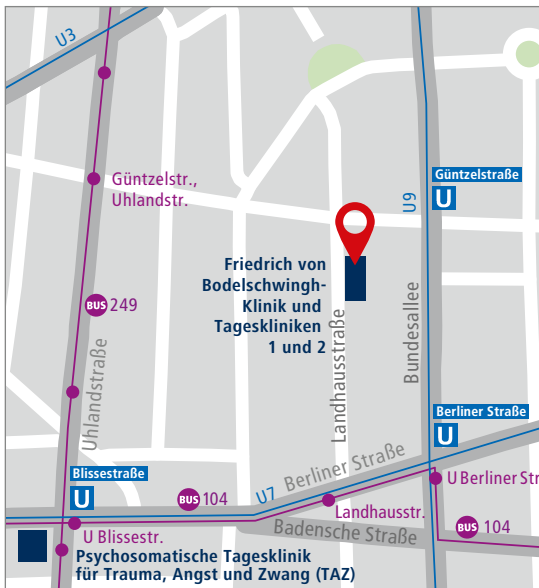 U3
Güntzelstr.,
Uhlandstr.
Güntzelstraße
U
U9
Friedrich von
Bodelschwingh-
Klinik und
Tageskliniken
1 und 2
BUS 249
Uhlandstraße
Landhausstraße
Bundesallee
Berliner Straße
U
Blissestraße
U
BUS 104
U7
Berliner Straße
U Berliner Str
Landhausstr.
BUS 104
U Blissestr.
Badensche Straße
Psychosomatische Tagesklinik
für Trauma, Angst und Zwang (TAZ)